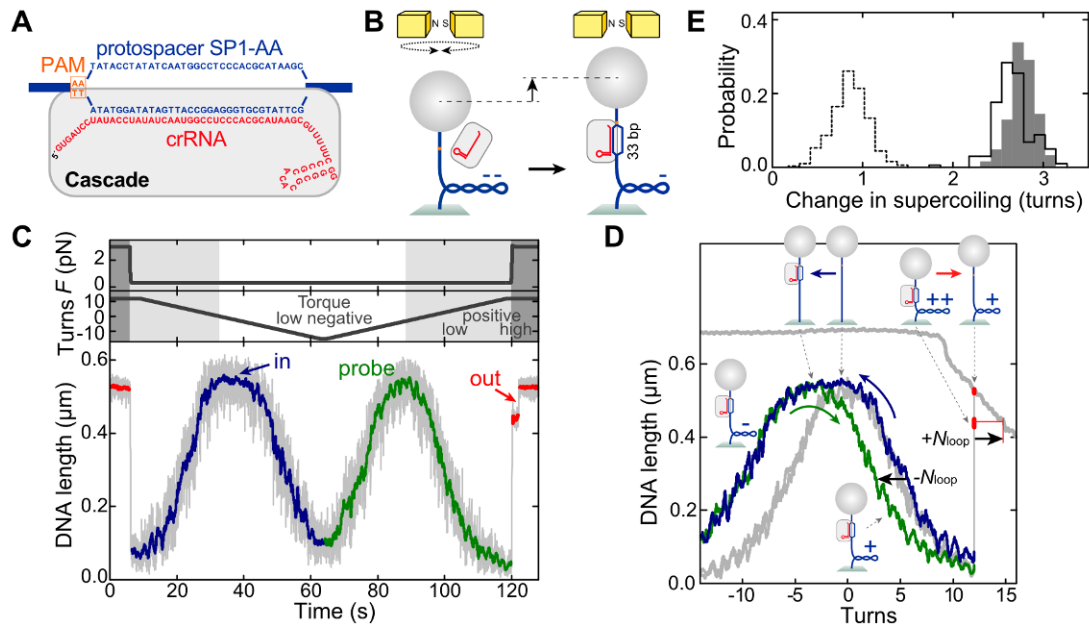 A
protospacer SP1-AA
PAM
TATACCTATATCAATGGCCTCCCACGCATAAGC
AA
TT
ATATGGATATAGTTACCGGAGGGTGCGTATTCG
5' GUGAUCC UAUACCUAUAUCAAUGGCCUCCCACGCAUAAGC
crRNA
Cascade
B
N S
N S
33 bp
--
-
E
Probability
0.4
0.2
0.0
0
1
2
3
Change in supercoiling (turns)
C
F (pN)
2
0
Turns
10
0
-10
Torque
low negative
positive
low
high
DNA length (µm)
0.6
0.4
0.2
0.0
in
probe
out
0
20
40
60
80
100
120
Time (s)
D
++
+
-
+Nloop
-Nloop
+
DNA length (µm)
0.6
0.4
0.2
0.0
-10
-5
0
5
10
15
Turns